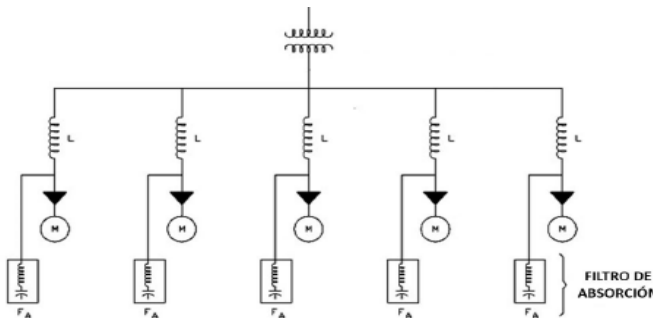 L L L L L
M M M M M
FILTRO DE
ABSORCIÓN
FA FA FA FA FA